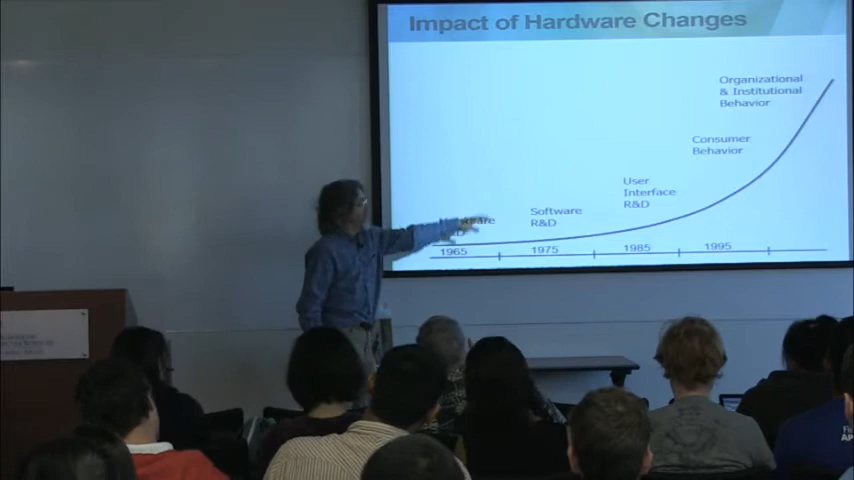 Impact of Hardware Changes
Organizational
& Institutional
Behavior
Consumer
Behavior
User
Interface
R&D
Software
R&D
1965
1975
1985
1995